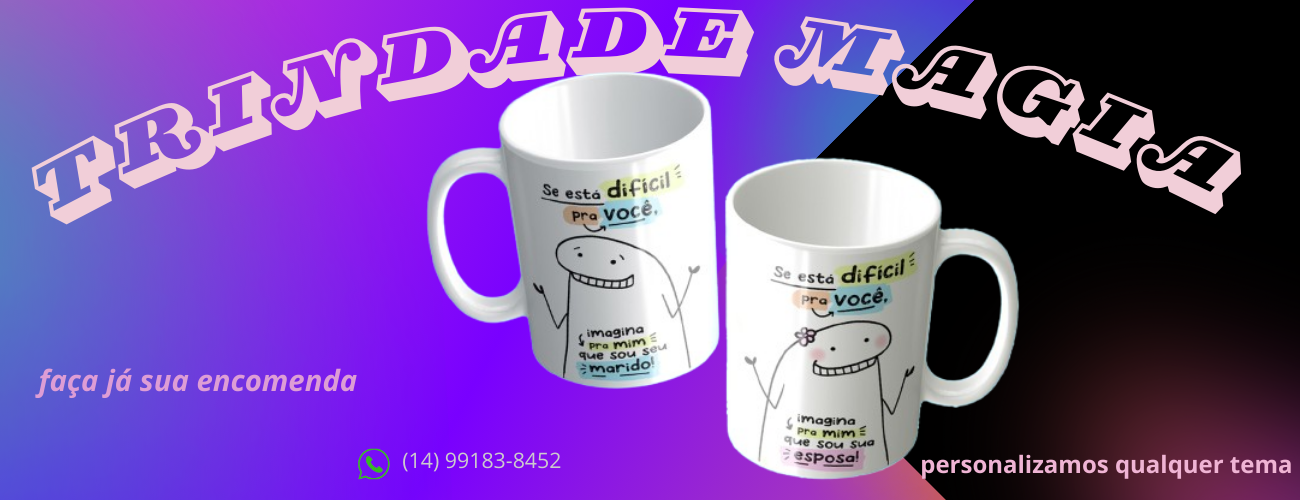 TRINDADE MAGIA
Se está difícil
pra você,
imagina
pra mim
que sou seu
marido!
Se está difícil
pra você,
imagina
pra mim
que sou sua
esposa!
faça já sua encomenda
(14) 99183-8452
personalizamos qualquer tema